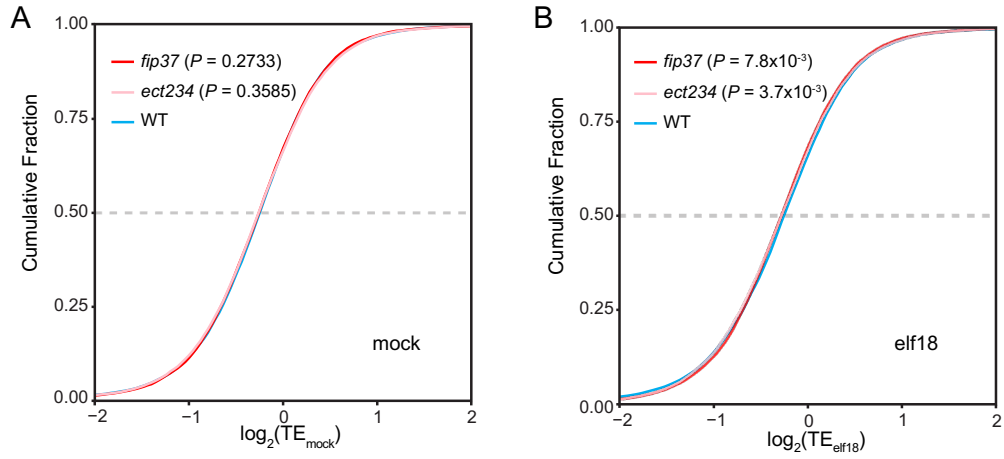 A
Cumulative Fraction
1.00
0.75
0.50
0.25
0.00
fip37 (P = 0.2733)
ect234 (P = 0.3585)
WT
mock
−2
−1
0
1
2
log₂(TEmock)
B
Cumulative Fraction
1.00
0.75
0.50
0.25
0.00
fip37 (P = 7.8x10⁻³)
ect234 (P = 3.7x10⁻³)
WT
elf18
−2
−1
0
1
2
log₂(TEelf18)